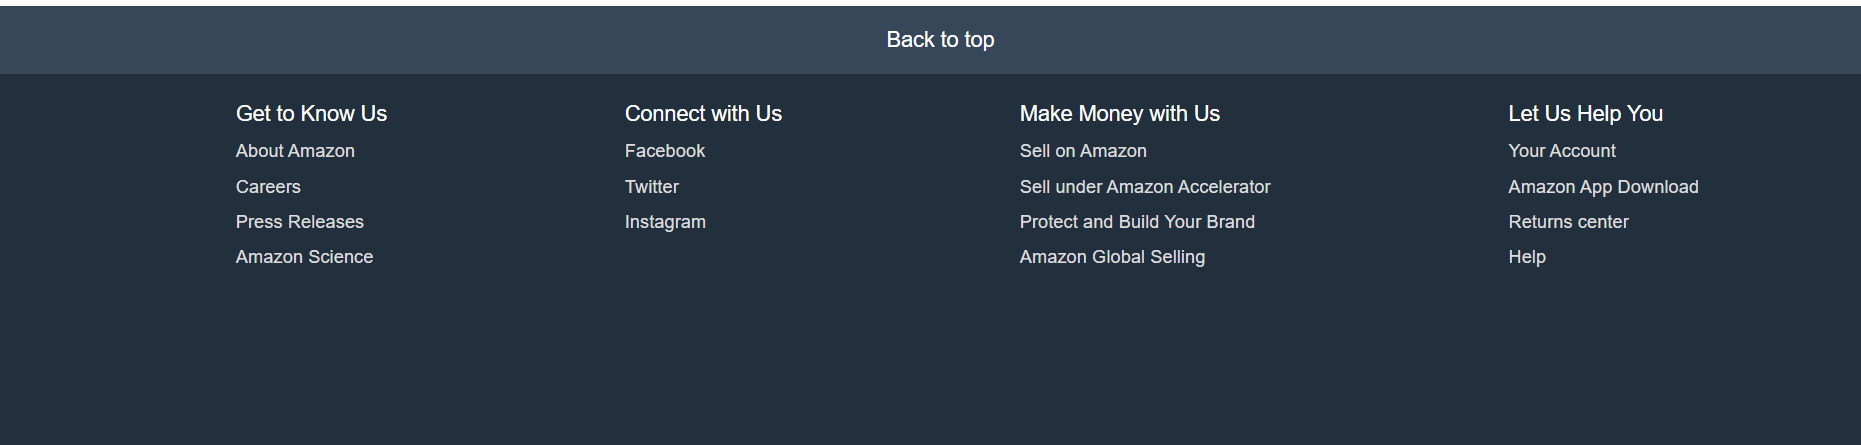 Back to top
Get to Know Us
About Amazon
Careers
Press Releases
Amazon Science
Connect with Us
Facebook
Twitter
Instagram
Make Money with Us
Sell on Amazon
Sell under Amazon Accelerator
Protect and Build Your Brand
Amazon Global Selling
Let Us Help You
Your Account
Amazon App Download
Returns center
Help